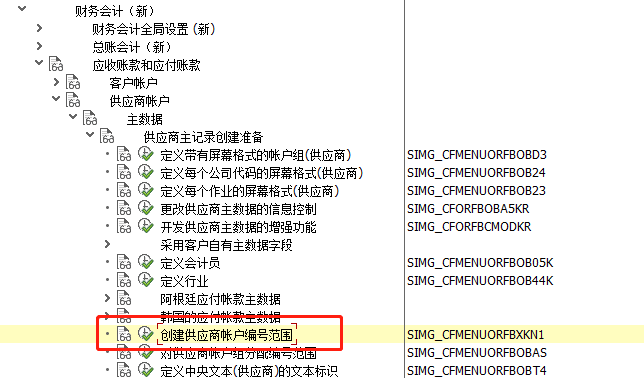 财务会计（新）
财务会计全局设置 (新)
总账会计（新）
应收账款和应付账款
客户帐户
供应商帐户
主数据
供应商主记录创建准备
定义带有屏幕格式的帐户组(供应商) SIMG_CFMENUORFBOBD3
定义每个公司代码的屏幕格式(供应商) SIMG_CFMENUORFBOB24
定义每个作业的屏幕格式(供应商) SIMG_CFMENUORFBOB23
更改供应商主数据的信息控制 SIMG_CFORFBOBA5KR
开发供应商主数据的增强功能 SIMG_CFORFBCMODKR
采用客户自有主数据字段
定义会计员 SIMG_CFMENUORFBOB05K
定义行业 SIMG_CFMENUORFBOB44K
阿根廷应付帐款主数据
韩国的应付帐款主数据
创建供应商帐户编号范围 SIMG_CFMENUORFBXKN1
对供应商帐户组分配编号范围 SIMG_CFMENUORFBOBAS
定义中央文本(供应商)的文本标识 SIMG_CFMENUORFBOBT4